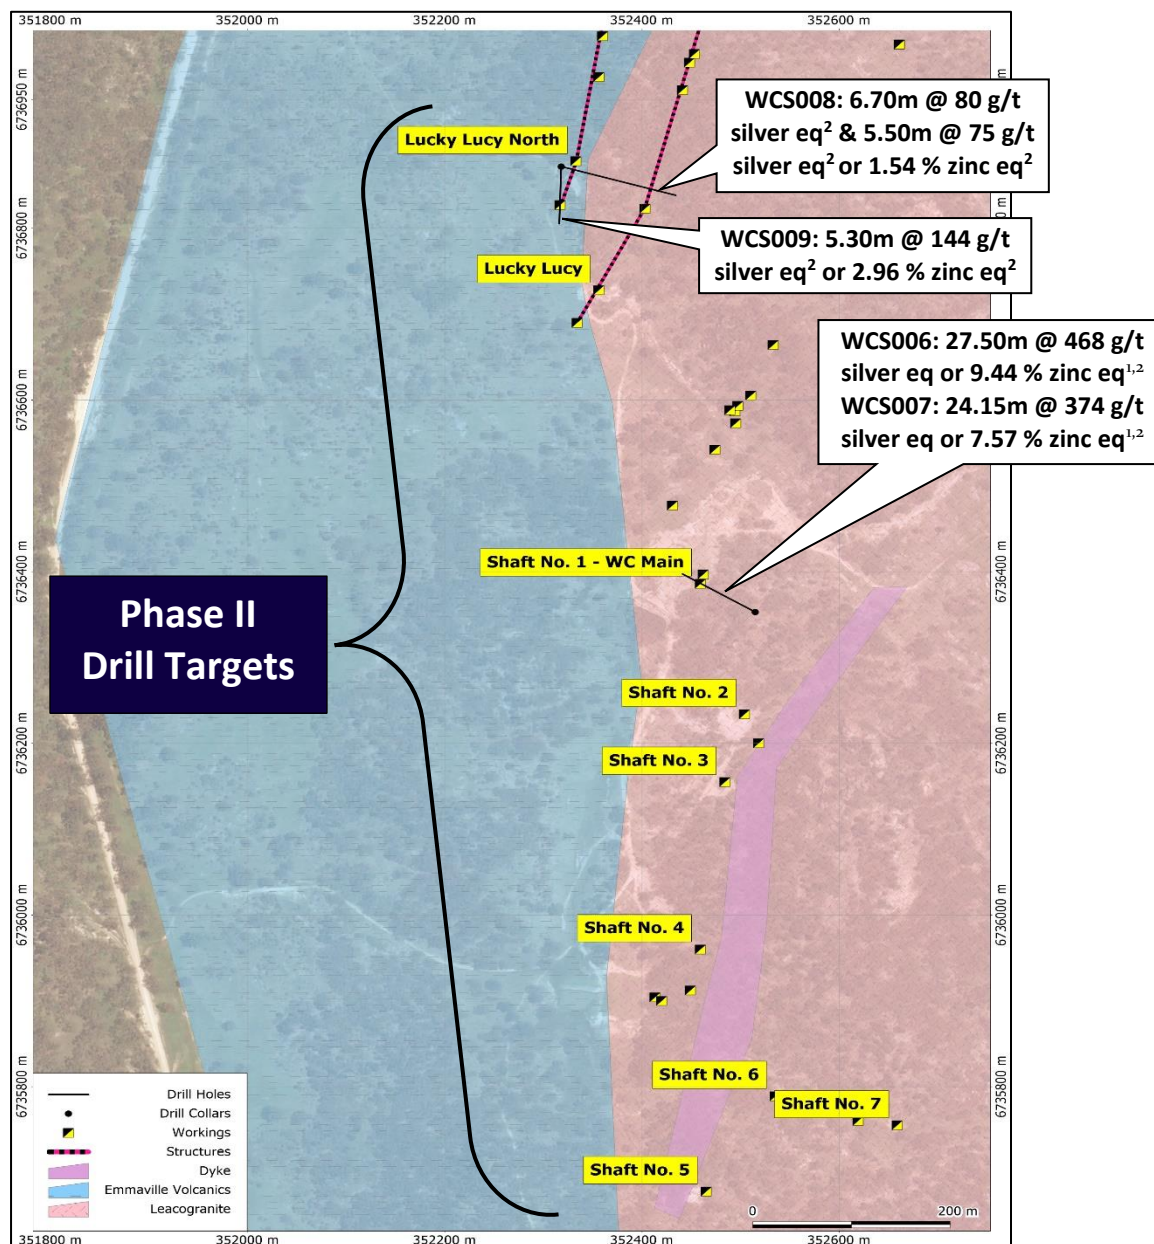 351800 m
352000 m
352200 m
352400 m
352600 m
6736950 m
6736800 m
6736600 m
6736400 m
6736200 m
6736000 m
6735800 m
Lucky Lucy North
WCS008: 6.70m @ 80 g/t
silver eq² & 5.50m @ 75 g/t
silver eq² or 1.54 % zinc eq²
WCS009: 5.30m @ 144 g/t
silver eq² or 2.96 % zinc eq²
Lucky Lucy
WCS006: 27.50m @ 468 g/t
silver eq or 9.44 % zinc eq¹,²
WCS007: 24.15m @ 374 g/t
silver eq or 7.57 % zinc eq¹,²
Shaft No. 1 - WC Main
Phase II
Drill Targets
Shaft No. 2
Shaft No. 3
Shaft No. 4
Shaft No. 6
Shaft No. 7
Shaft No. 5
Drill Holes
Drill Collars
Workings
Structures
Dyke
Emmaville Volcanics
Leacogranite
0
200 m
6736400 m
6736200 m
6736000 m
351800 m
352000 m
352200 m
352400 m
352600 m